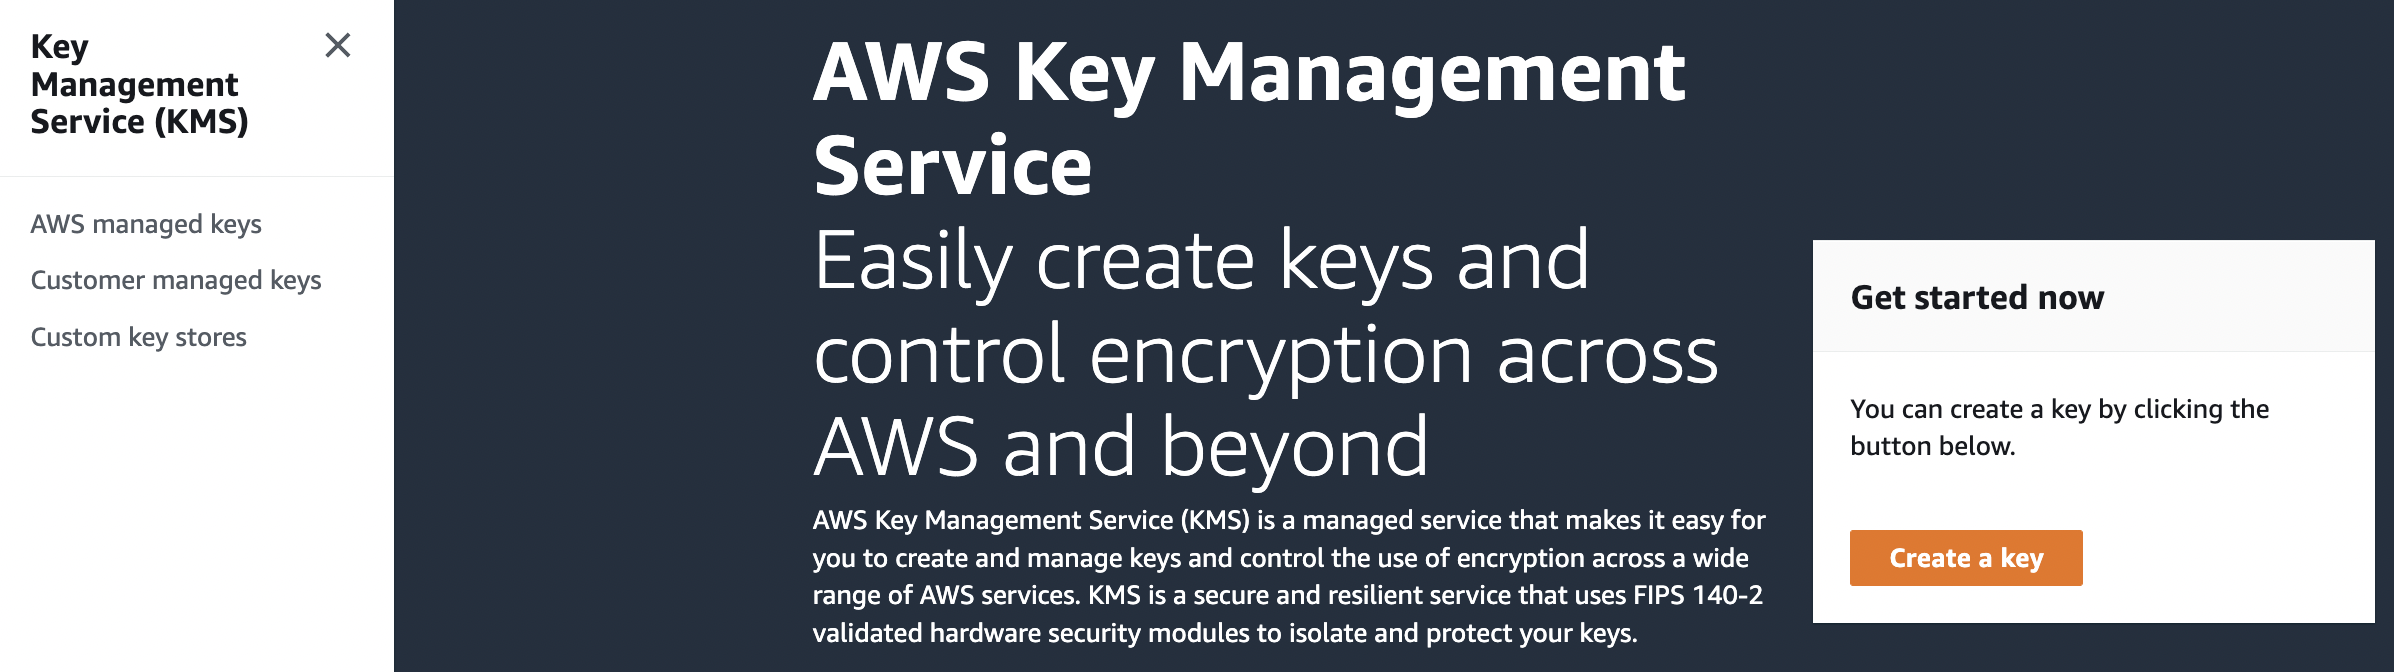 Key
Management
Service (KMS)
AWS managed keys
Customer managed keys
Custom key stores
AWS Key Management
Service
Easily create keys and
control encryption across
AWS and beyond
AWS Key Management Service (KMS) is a managed service that makes it easy for
you to create and manage keys and control the use of encryption across a wide
range of AWS services. KMS is a secure and resilient service that uses FIPS 140-2
validated hardware security modules to isolate and protect your keys.
Get started now
You can create a key by clicking the
button below.
Create a key